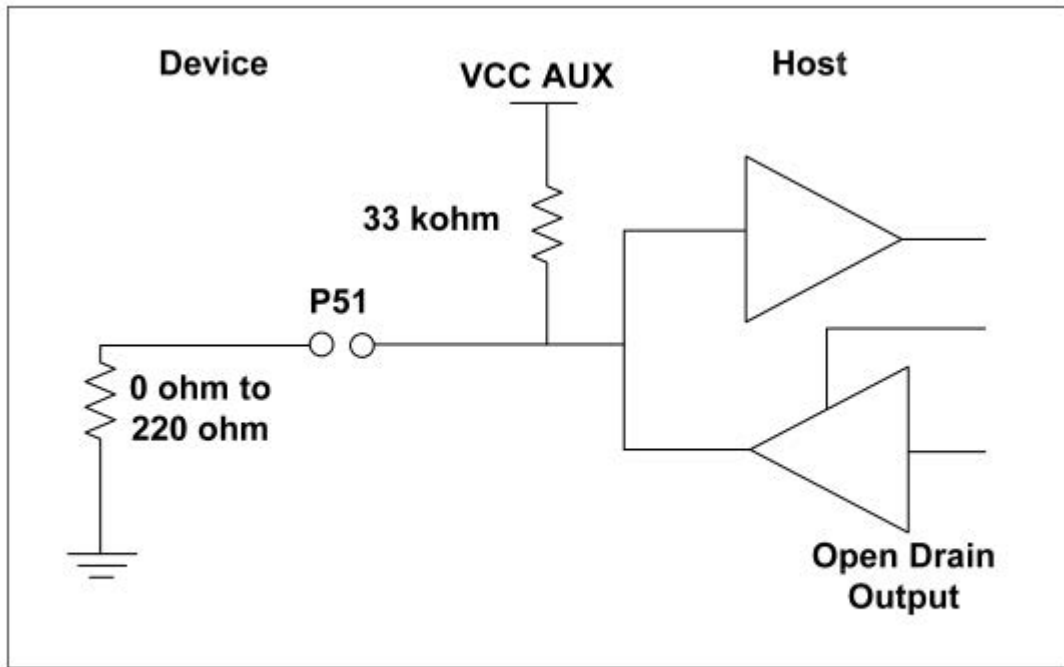 Device
VCC AUX
Host
33 kohm
P51
0 ohm to
220 ohm
Open Drain
Output